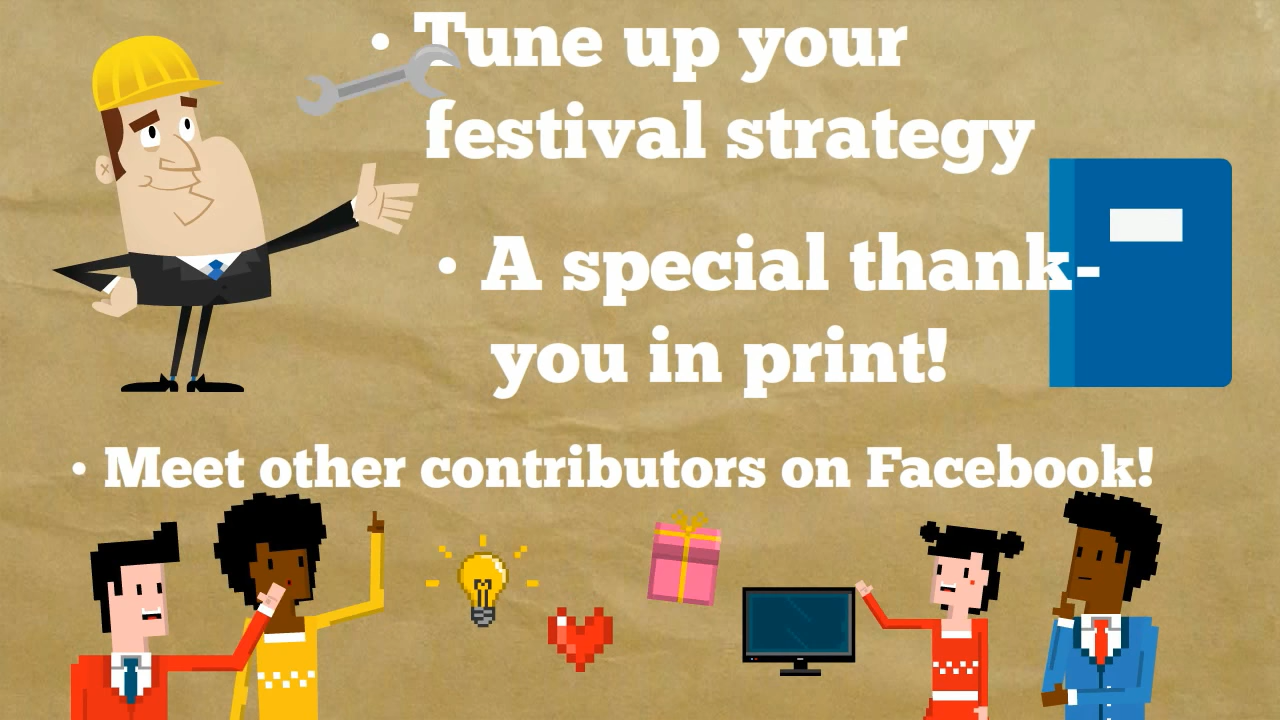 • Tune up your
festival strategy
• A special thank-
you in print!
• Meet other contributors on Facebook!